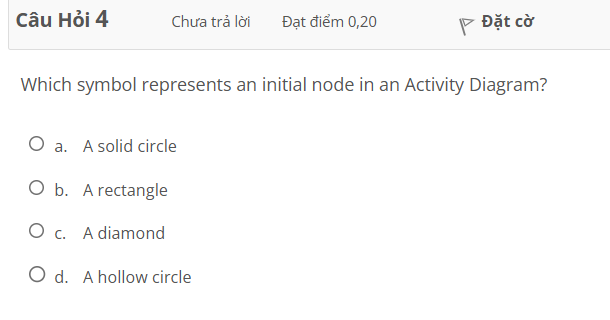 Câu Hỏi 4 Chưa trả lời Đạt điểm 0,20 Đặt cờ
Which symbol represents an initial node in an Activity Diagram?
a. A solid circle
b. A rectangle
c. A diamond
d. A hollow circle